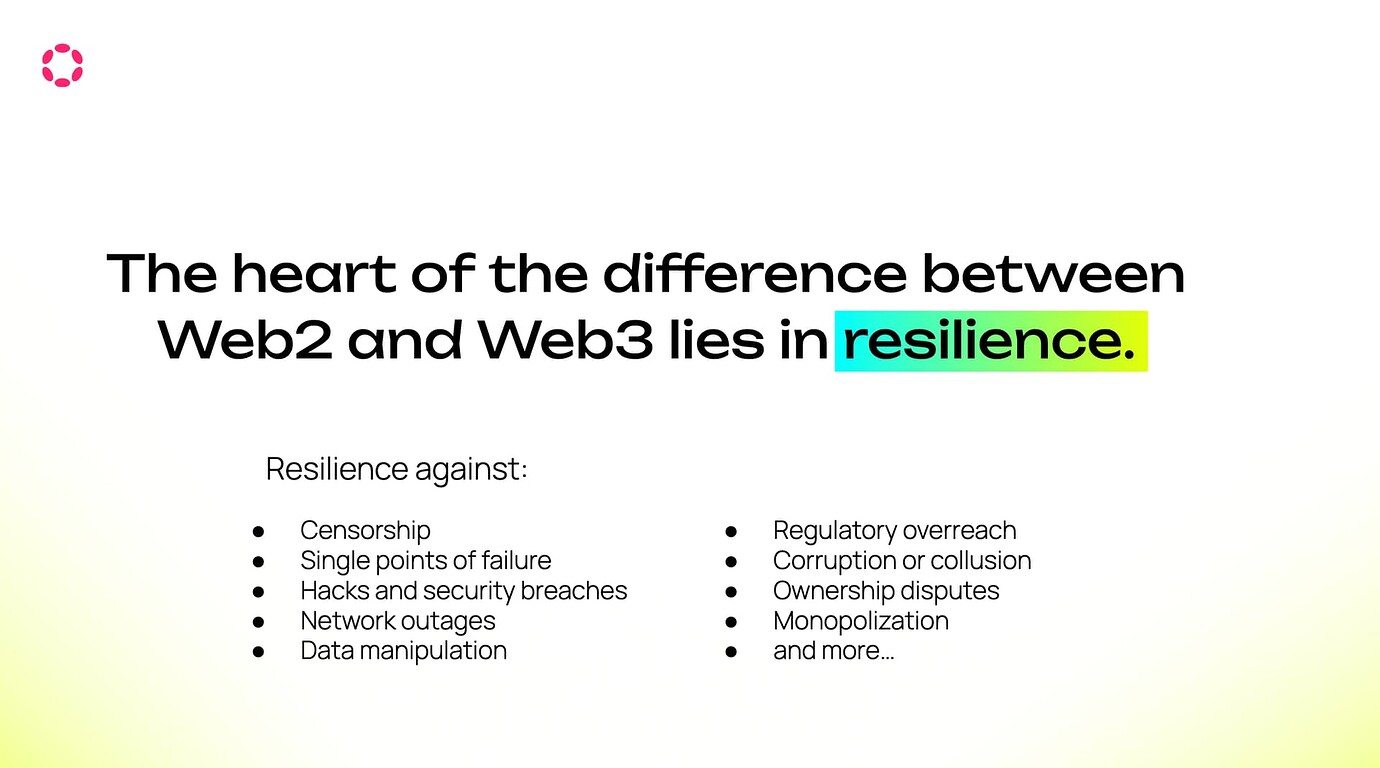 The heart of the difference between
Web2 and Web3 lies in resilience.
Resilience against:
● Censorship
● Single points of failure
● Hacks and security breaches
● Network outages
● Data manipulation
● Regulatory overreach
● Corruption or collusion
● Ownership disputes
● Monopolization
● and more...